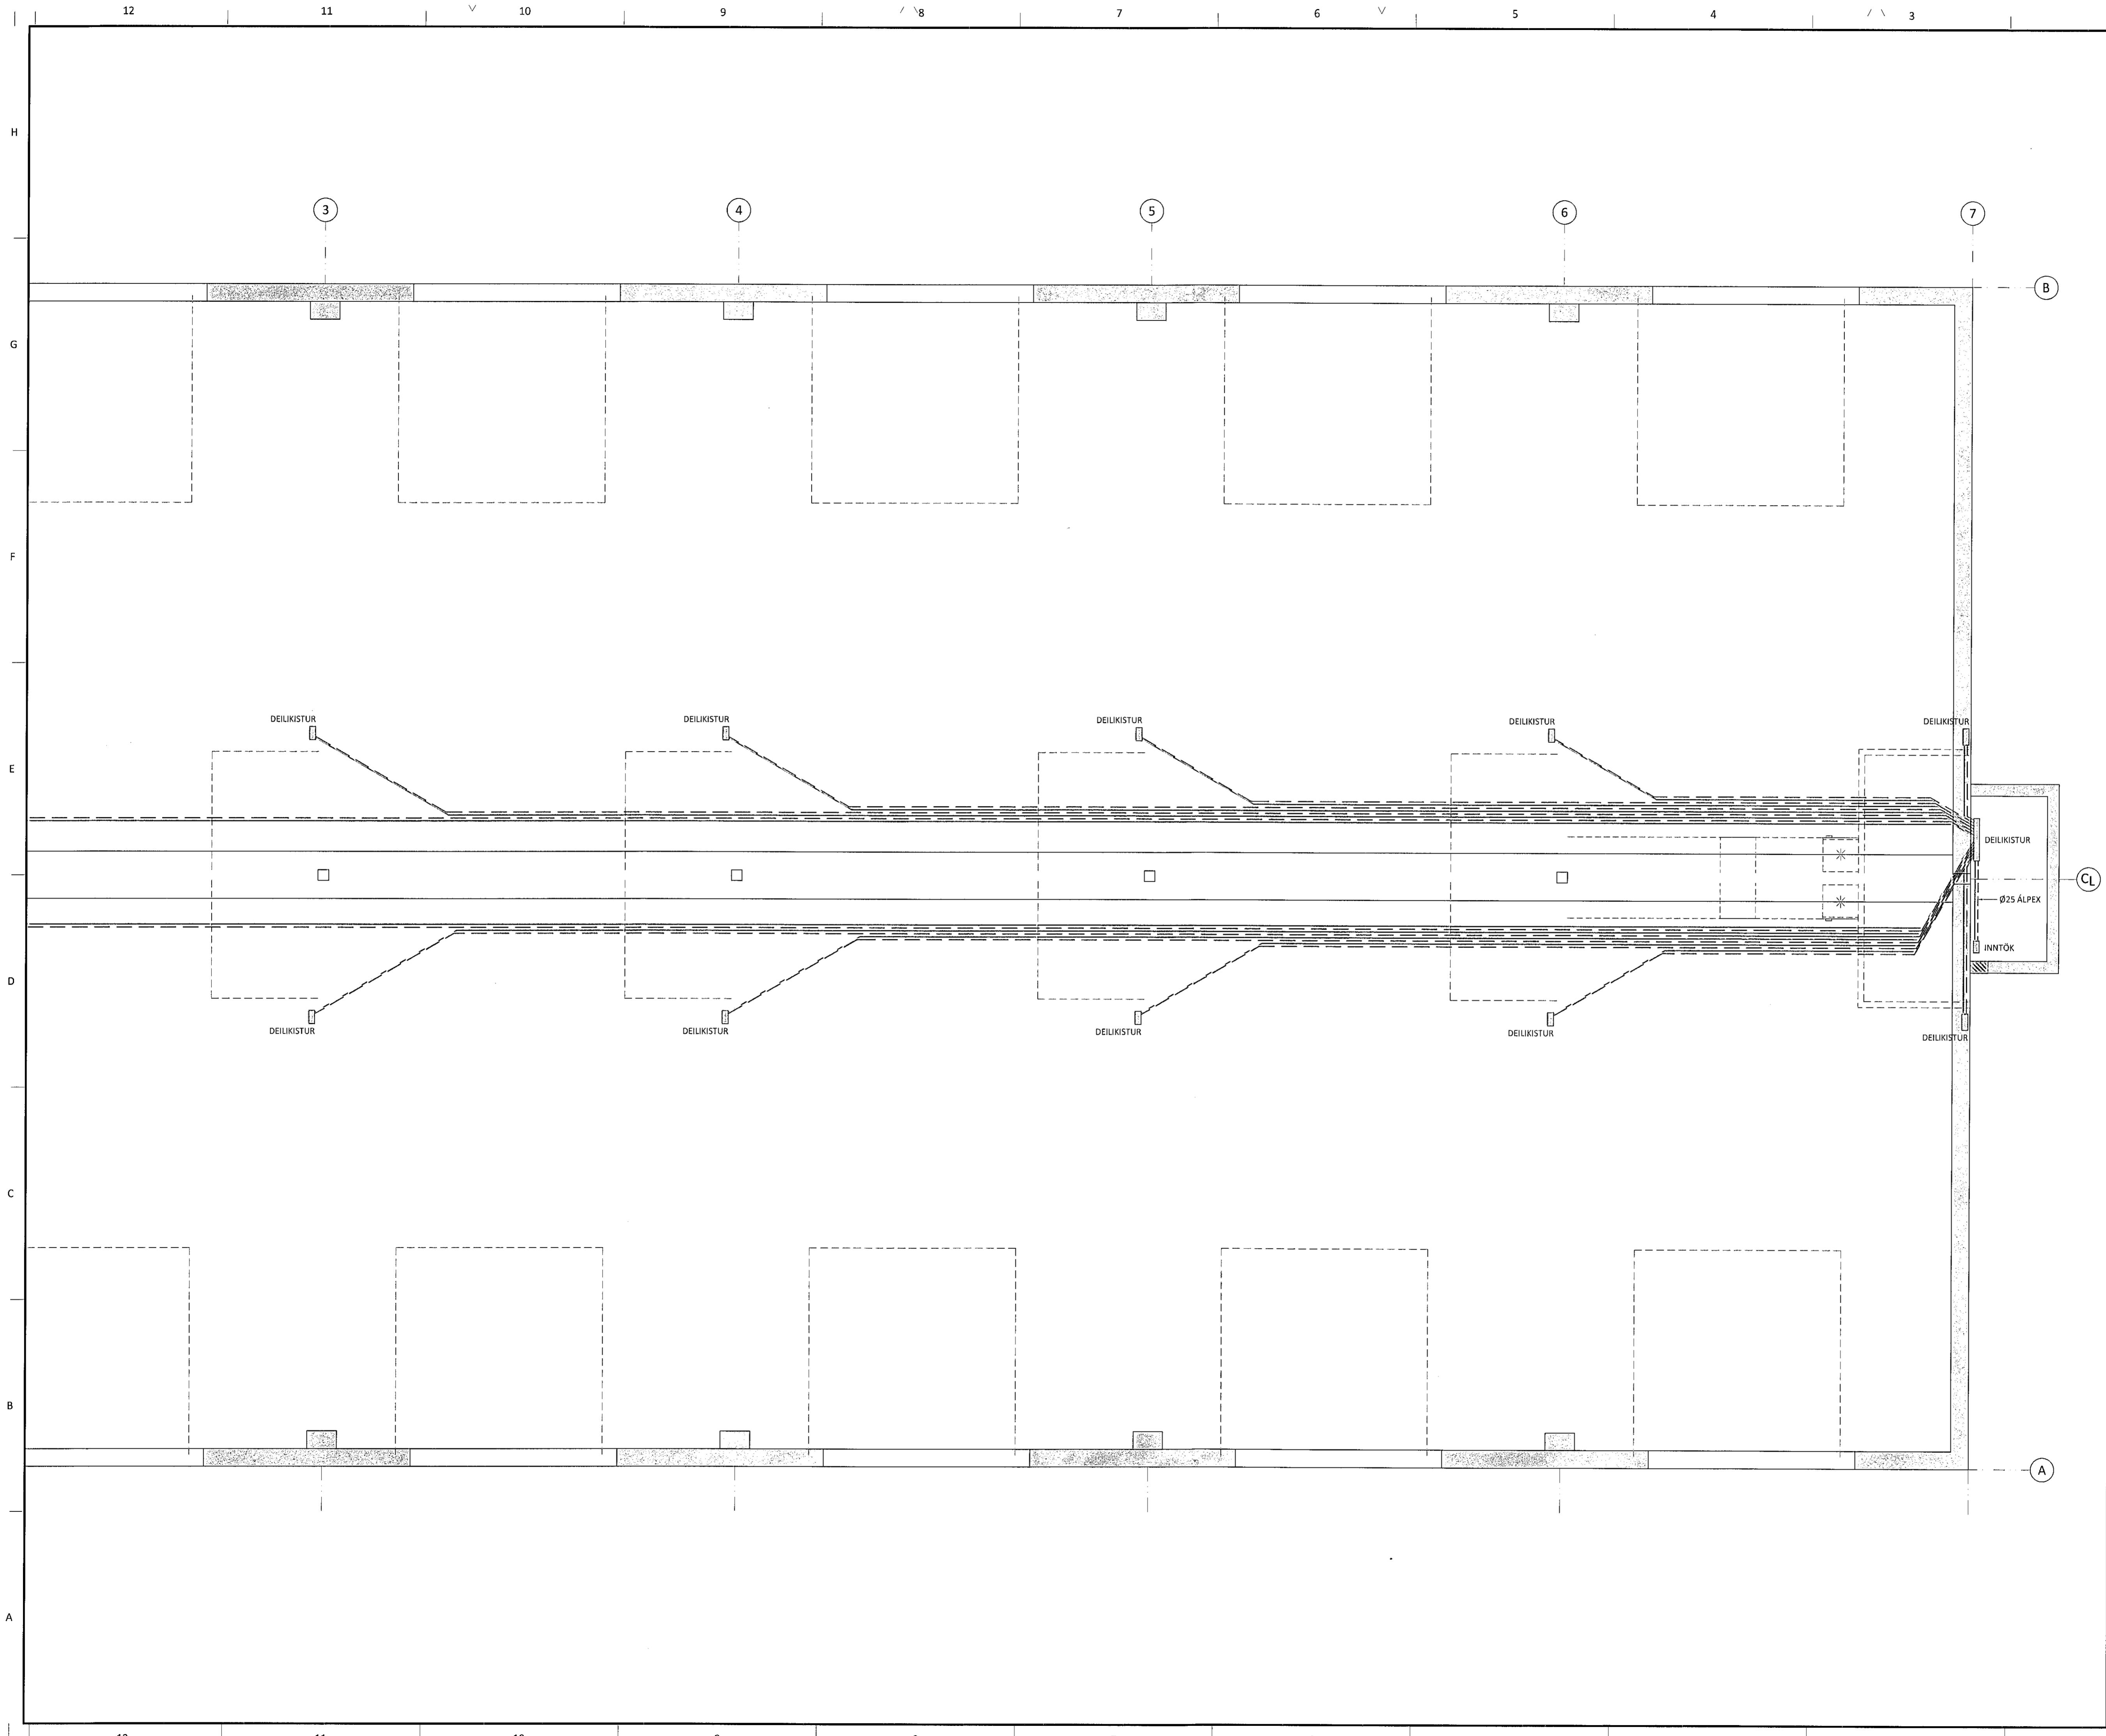 12 11 10 9 8 7 6 5 4 3
H
3 4 5 6 7
B
G
F
DEILIKISTUR DEILIKISTUR DEILIKISTUR DEILIKISTUR DEILIKISTUR
E
DEILIKISTUR
CL
Ø25 ÁLPEX
INNTÖK
D
DEILIKISTUR DEILIKISTUR DEILIKISTUR DEILIKISTUR DEILIKISTUR
C
B
A
A